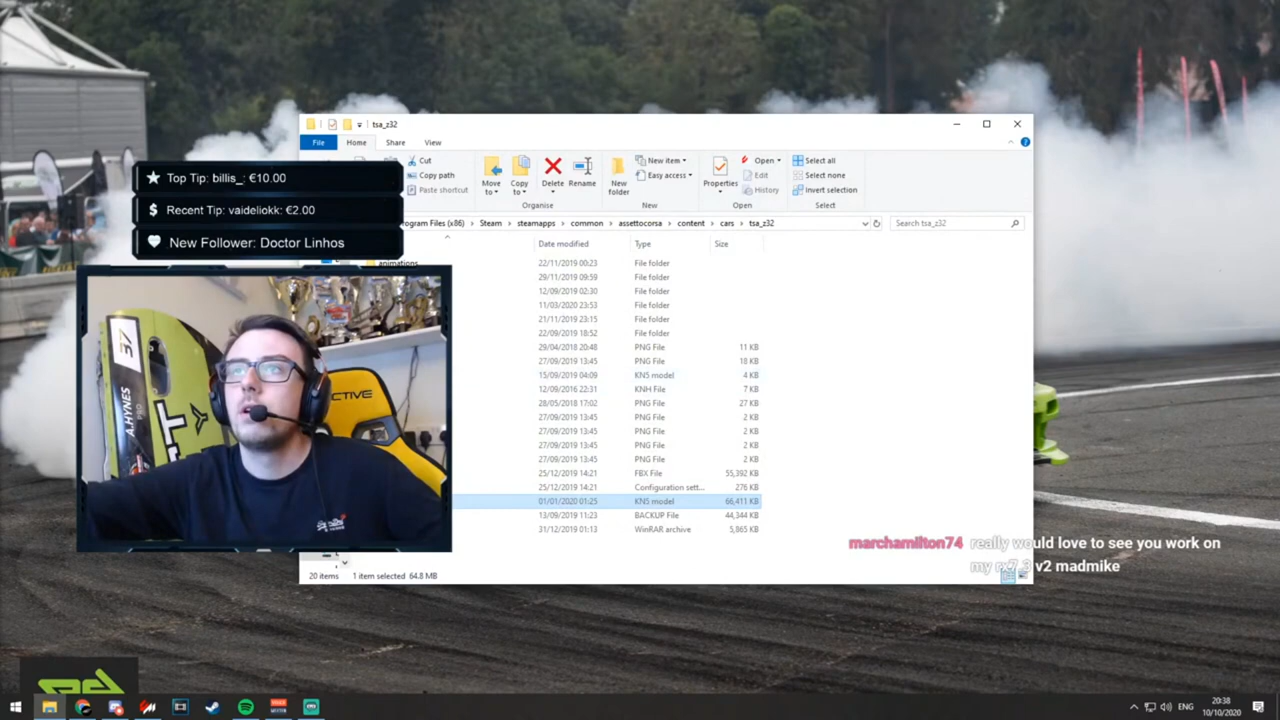 tsa_z32
File
Home
Share
View
Cut
Copy path
Paste shortcut
Move to
Copy to
Delete
Rename
New folder
New item
Easy access
Properties
Open
Edit
History
Select all
Select none
Invert selection
Organise
New
Open
Select
Top Tip: billis_: €10.00
Recent Tip: vaideliokk: €2.00
New Follower: Doctor Linhos
rogram Files (x86) > Steam > steamapps > common > assettocorsa > content > cars > tsa_z32
Search tsa_z32
Date modified Type Size
animations
22/11/2019 00:23 File folder
29/11/2019 09:59 File folder
12/09/2019 02:30 File folder
11/03/2020 23:53 File folder
21/11/2019 23:15 File folder
22/09/2019 18:52 File folder
29/04/2018 20:48 PNG File 11 KB
27/09/2019 13:45 PNG File 18 KB
15/09/2019 04:09 KN5 model 4 KB
12/09/2016 22:31 KNH File 7 KB
28/05/2018 17:02 PNG File 27 KB
27/09/2019 13:45 PNG File 2 KB
27/09/2019 13:45 PNG File 2 KB
27/09/2019 13:45 PNG File 2 KB
27/09/2019 13:45 PNG File 2 KB
25/12/2019 14:21 FBX File 55,392 KB
25/12/2019 14:21 Configuration sett... 276 KB
01/01/2020 01:25 KN5 model 66,411 KB
13/09/2019 11:23 BACKUP File 44,344 KB
31/12/2019 01:13 WinRAR archive 5,865 KB
37
A.HYNES
PRO
CTIVE
marchamilton74 really would love to see you work on
my rx7 3 v2 madmike
20 items 1 item selected 64.8 MB
ENG
20:38
10/10/2020